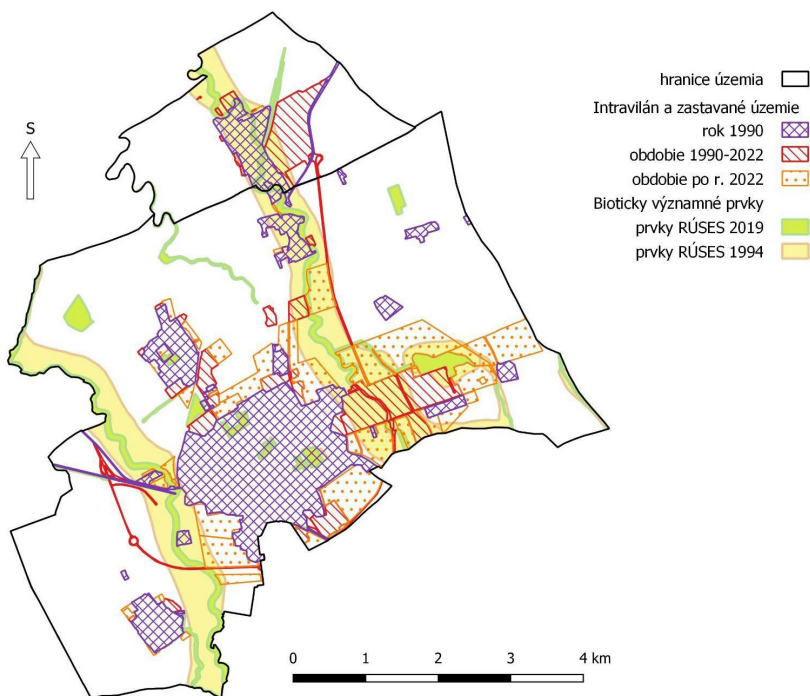 S
hranice územia
Intravilán a zastavané územie
rok 1990
obdobie 1990-2022
obdobie po r. 2022
Bioticky významné prvky
prvky RÚSES 2019
prvky RÚSES 1994
0 1 2 3 4 km